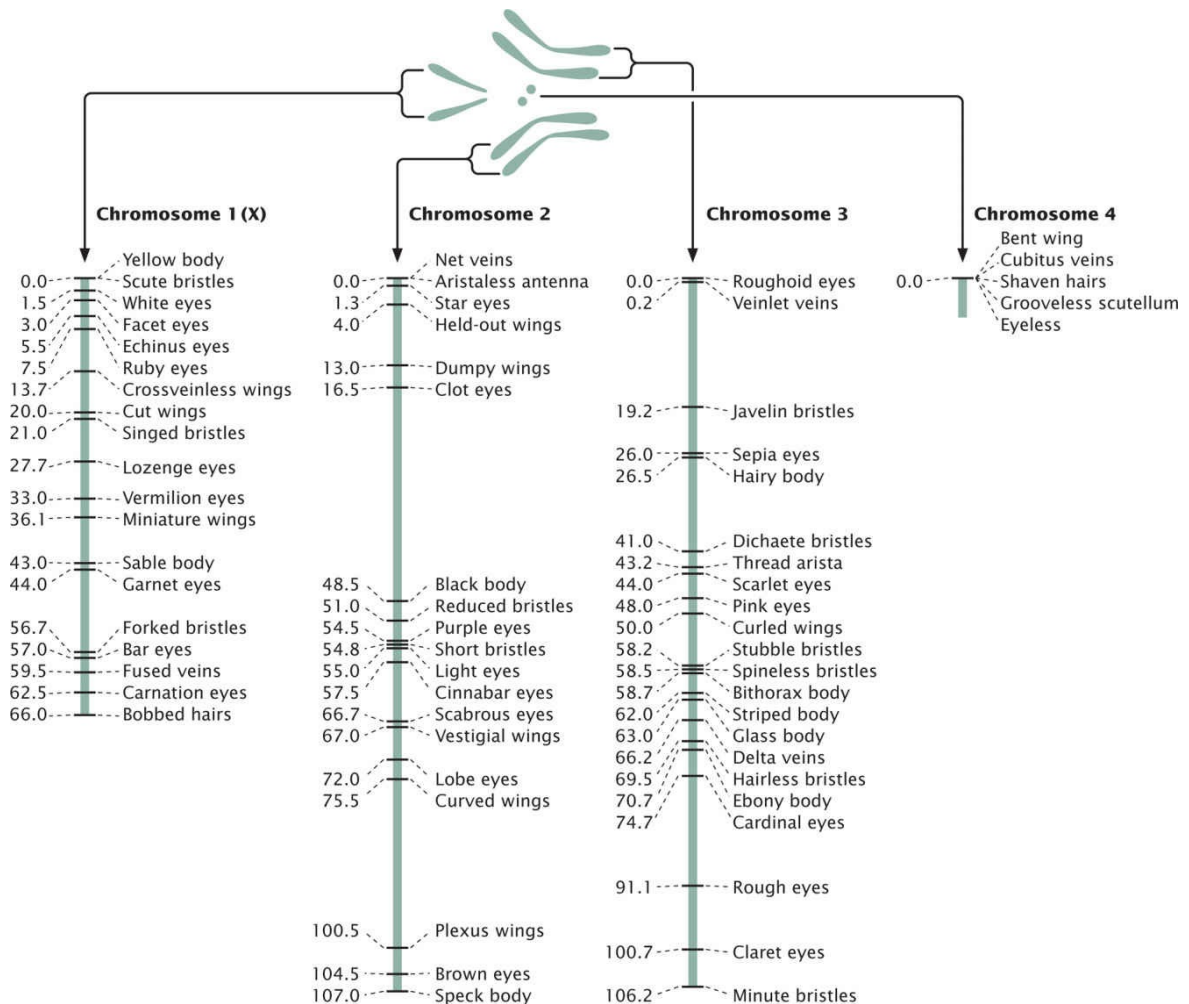 Chromosome 1 (X)
Yellow body
0.0 Scute bristles
1.5 White eyes
3.0 Facet eyes
5.5 Echinus eyes
7.5 Ruby eyes
13.7 Crossveinless wings
20.0 Cut wings
21.0 Singed bristles
27.7 Lozenge eyes
33.0 Vermilion eyes
36.1 Miniature wings
43.0 Sable body
44.0 Garnet eyes
56.7 Forked bristles
57.0 Bar eyes
59.5 Fused veins
62.5 Carnation eyes
66.0 Bobbed hairs
Chromosome 2
Net veins
0.0 Aristaless antenna
1.3 Star eyes
4.0 Held-out wings
13.0 Dumpy wings
16.5 Clot eyes
48.5 Black body
51.0 Reduced bristles
54.5 Purple eyes
54.8 Short bristles
55.0 Light eyes
57.5 Cinnabar eyes
66.7 Scabrous eyes
67.0 Vestigial wings
72.0 Lobe eyes
75.5 Curved wings
100.5 Plexus wings
104.5 Brown eyes
107.0 Speck body
Chromosome 3
0.0 Roughoid eyes
0.2 Veinlet veins
19.2 Javelin bristles
26.0 Sepia eyes
26.5 Hairy body
41.0 Dichaete bristles
43.2 Thread arista
44.0 Scarlet eyes
48.0 Pink eyes
50.0 Curled wings
58.2 Stubble bristles
58.5 Spineless bristles
58.7 Bithorax body
62.0 Striped body
63.0 Glass body
66.2 Delta veins
69.5 Hairless bristles
70.7 Ebony body
74.7 Cardinal eyes
91.1 Rough eyes
100.7 Claret eyes
106.2 Minute bristles
Chromosome 4
Bent wing
Cubitus veins
0.0 Shaven hairs
Grooveless scutellum
Eyeless